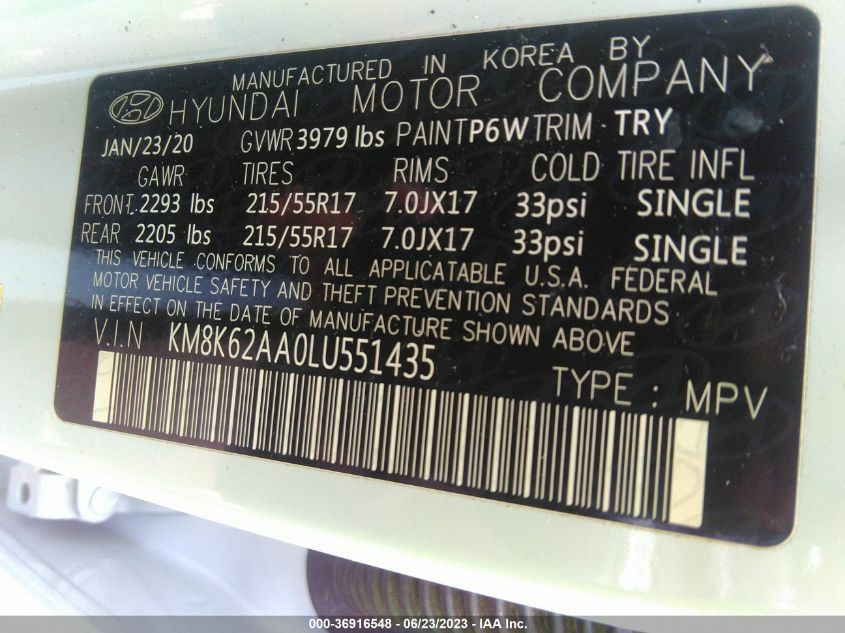 MANUFACTURED IN KOREA BY
HYUNDAI MOTOR COMPANY
JAN/23/20 GVWR 3979 lbs PAINT P6W TRIM TRY
GAWR TIRES RIMS COLD TIRE INFL
FRONT 2293 lbs 215/55R17 7.0JX17 33psi SINGLE
REAR 2205 lbs 215/55R17 7.0JX17 33psi SINGLE
THIS VEHICLE CONFORMS TO ALL APPLICATABLE U.S.A. FEDERAL
MOTOR VEHICLE SAFETY AND THEFT PREVENTION STANDARDS
IN EFFECT ON THE DATE OF MANUFACTURE SHOWN ABOVE
V.I.N KM8K62AA0LU551435
TYPE : MPV
000-36916548 - 06/23/2023 - IAA Inc.